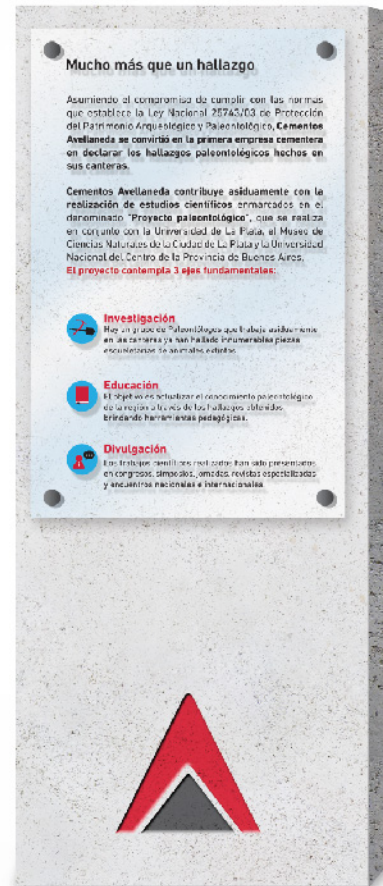 Mucho más que un hallazgo
Asumiendo el compromiso de cumplir con las normas
que establece la Ley Nacional 25743/03 de Protección
del Patrimonio Arqueológico y Paleontológico, Cementos
Avellaneda se convirtió en la primera empresa cementera
en declarar los hallazgos paleontológicos hechos en
sus canteras.
Cementos Avellaneda contribuye asiduamente con la
realización de estudios científicos enmarcados en el
denominado "Proyecto paleontológico", que se realiza
en conjunto con la Universidad de La Plata, el Museo de
Ciencias Naturales de la Ciudad de La Plata y la Universidad
Nacional del Centro de la Provincia de Buenos Aires.
El proyecto contempla 3 ejes fundamentales:
Investigación
Hay un grupo de Paleontólogos que trabaja asiduamente
en las canteras ya han hallado innumerables piezas
esqueletarias de animales extintos.
Educación
El objetivo es actualizar el conocimiento paleontológico
de la región a través de los hallazgos obtenidos
brindando herramientas pedagógicas.
Divulgación
Los trabajos científicos realizados han sido presentados
en congresos, simposios, jornadas, revistas especializadas
y encuentros nacionales e internacionales